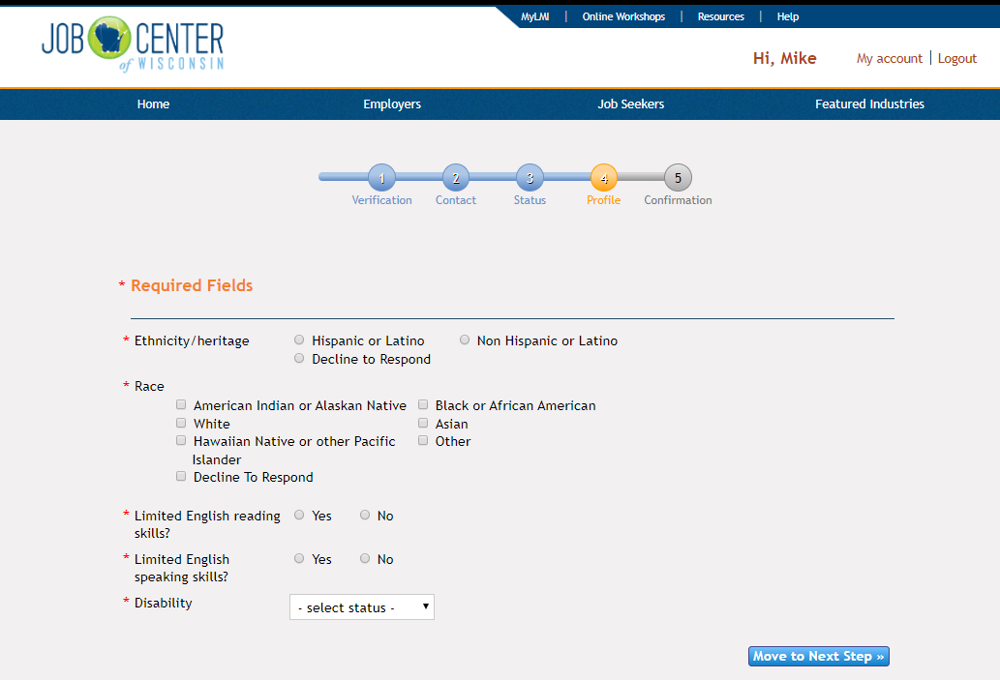 MyLMI | Online Workshops | Resources | Help
JOB CENTER
of WISCONSIN
Hi, Mike My account | Logout
Home Employers Job Seekers Featured Industries
1 2 3 4 5
Verification Contact Status Profile Confirmation
* Required Fields
* Ethnicity/heritage Hispanic or Latino Non Hispanic or Latino
Decline to Respond
* Race
American Indian or Alaskan Native Black or African American
White Asian
Hawaiian Native or other Pacific Other
Islander
Decline To Respond
* Limited English reading Yes No
skills?
* Limited English Yes No
speaking skills?
* Disability - select status -
Move to Next Step »